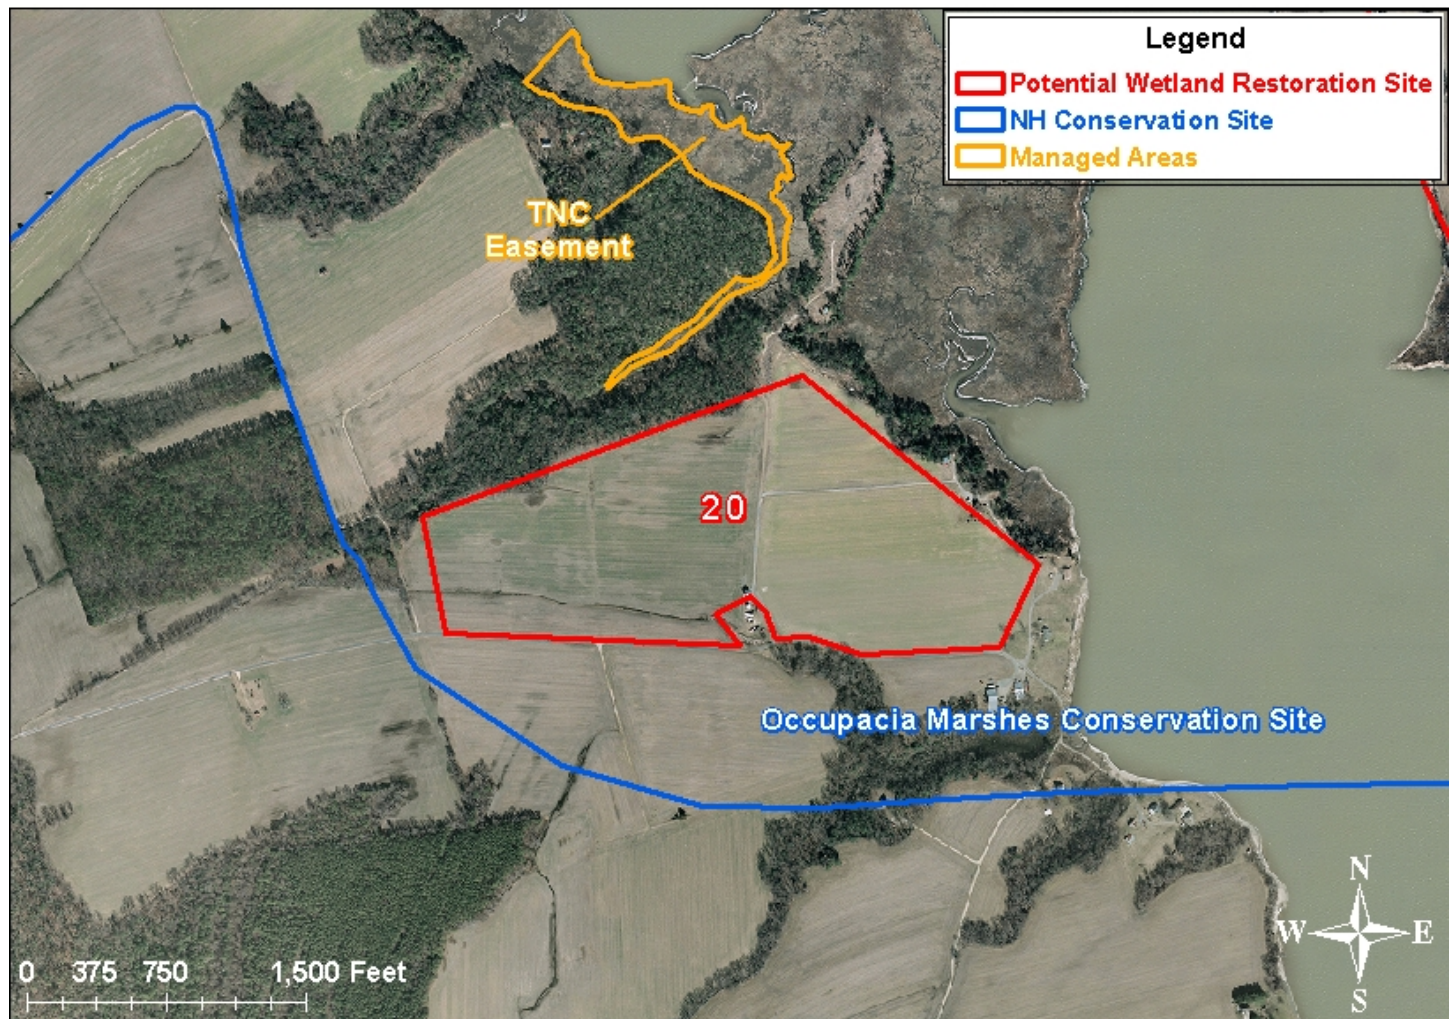 Legend
Potential Wetland Restoration Site
NH Conservation Site
Managed Areas
TNC
Easement
20
Occupacia Marshes Conservation Site
N
W E
S
0 375 750 1,500 Feet